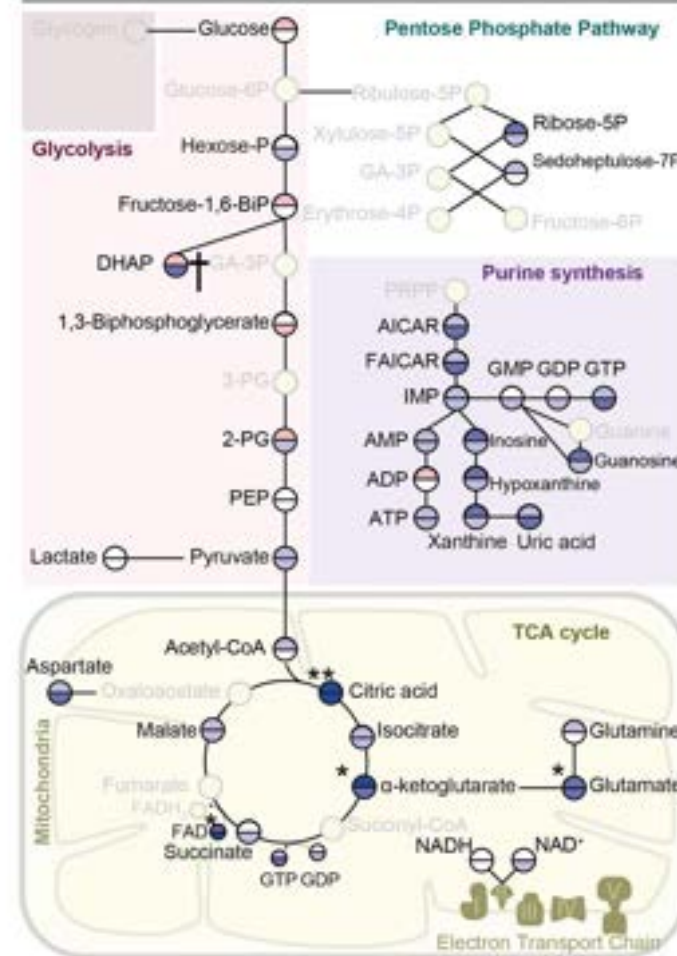 Glycogen
Glucose
Pentose Phosphate Pathway
Glucose-6P
Ribulose-5P
Glycolysis
Hexose-P
Xylulose-5P
Ribose-5P
Sedoheptulose-7P
GA-3P
Fructose-1,6-BiP
Erythrose-4P
Fructose-6P
DHAP
†
GA-3P
Purine synthesis
PRPP
1,3-Biphosphoglycerate
AICAR
FAICAR
GMP GDP GTP
3-PG
IMP
2-PG
AMP
Inosine
Guanine
Guanosine
ADP
Hypoxanthine
PEP
ATP
Xanthine Uric acid
Lactate
Pyruvate
Acetyl-CoA
TCA cycle
Aspartate
Oxaloacetate
**
Citric acid
Malate
Isocitrate
Glutamine
Mitochondria
Fumarate
*
α-ketoglutarate
*
Glutamate
FADH
*
FAD
Succinate
Succinyl-CoA
GTP GDP
NADH
NAD+
Electron Transport Chain